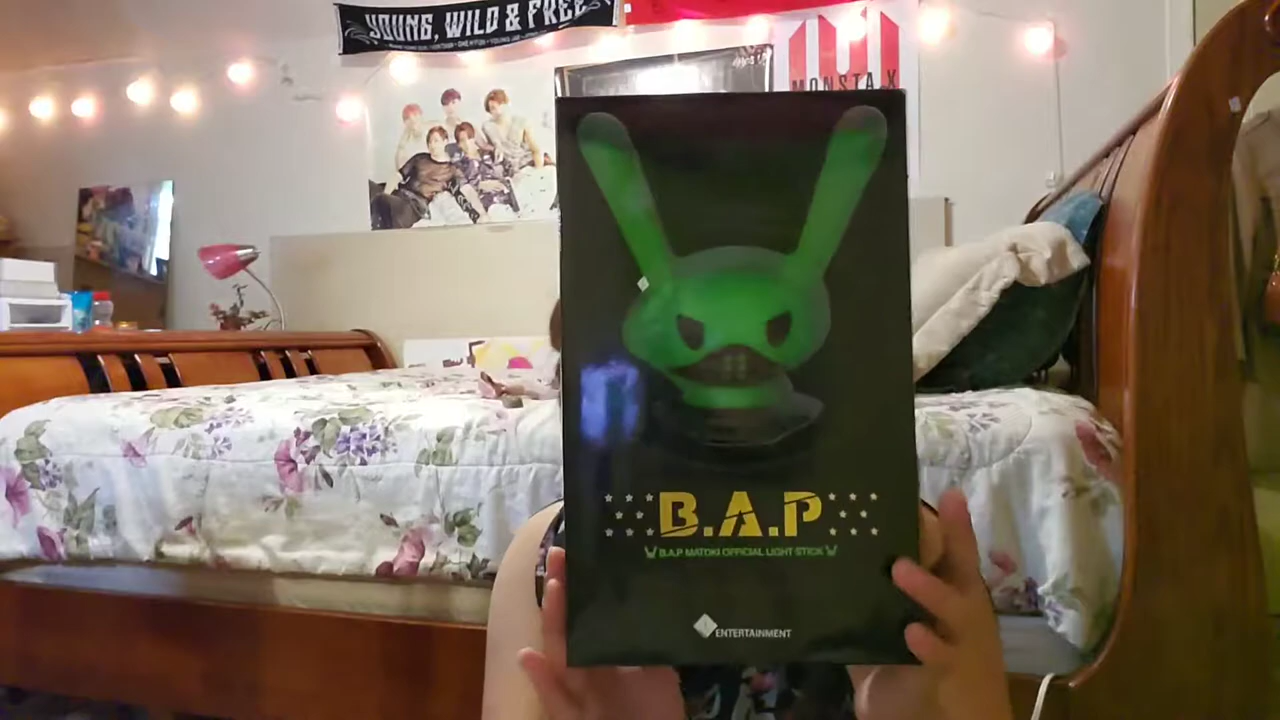 YOUNG, WILD & FREE
MONSTA X
B.A.P
B.A.P MATOKI OFFICIAL LIGHT STICK
ENTERTAINMENT